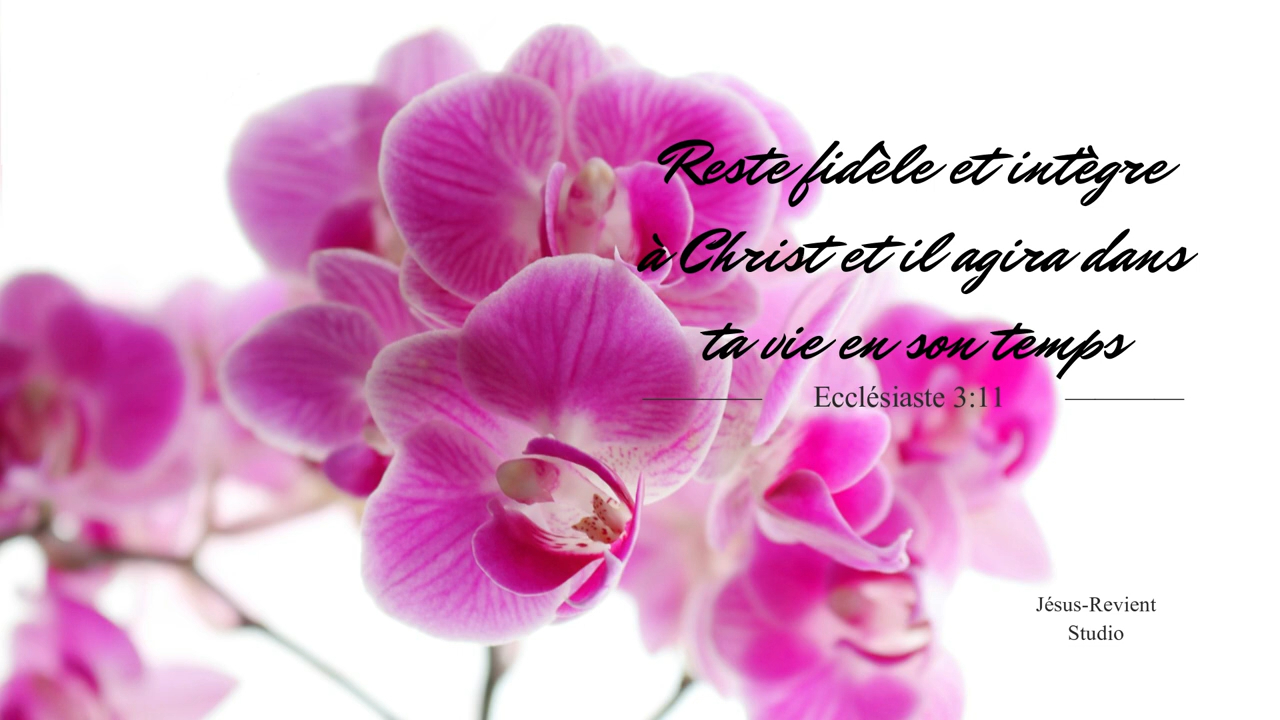 Reste fidèle et intègre
à Christ et il agira dans
ta vie en son temps
Ecclésiaste 3:11
Jésus-Revient
Studio